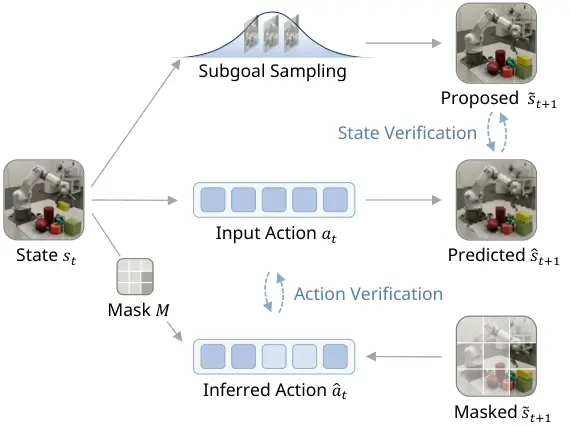 Subgoal Sampling
Proposed s̃ₜ₊₁
State Verification
State sₜ
Input Action aₜ
Predicted ŝₜ₊₁
Mask M
Action Verification
Inferred Action âₜ
Masked s̃ₜ₊₁